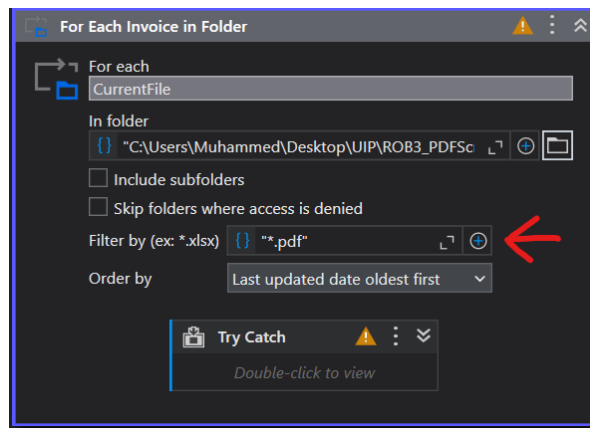 For Each Invoice in Folder
For each
CurrentFile
In folder
"C:\Users\Muhammed\Desktop\UIP\ROB3_PDFSc
Include subfolders
Skip folders where access is denied
Filter by (ex: *.xlsx) {} "*.pdf"
Order by Last updated date oldest first
Try Catch
Double-click to view